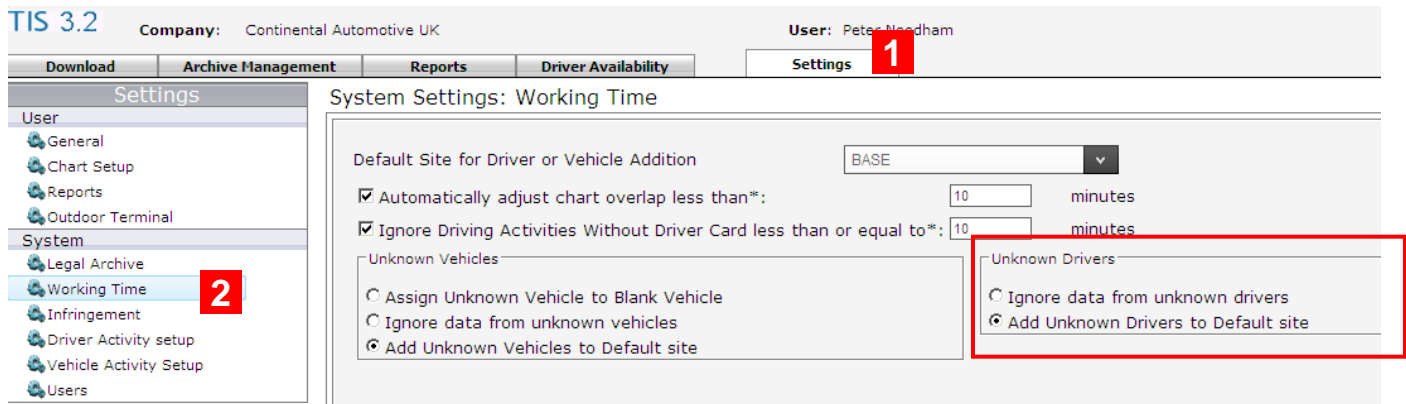 TIS 3.2 Company: Continental Automotive UK User: Peter Needham
1
Download Archive Management Reports Driver Availability Settings
Settings
System Settings: Working Time
User
General
Chart Setup
Reports
Outdoor Terminal
System
Legal Archive
Working Time
2
Infringement
Driver Activity setup
Vehicle Activity Setup
Users
Default Site for Driver or Vehicle Addition BASE
Automatically adjust chart overlap less than*: 10 minutes
Ignore Driving Activities Without Driver Card less than or equal to*: 10 minutes
Unknown Vehicles
Assign Unknown Vehicle to Blank Vehicle
Ignore data from unknown vehicles
Add Unknown Vehicles to Default site
Unknown Drivers
Ignore data from unknown drivers
Add Unknown Drivers to Default site